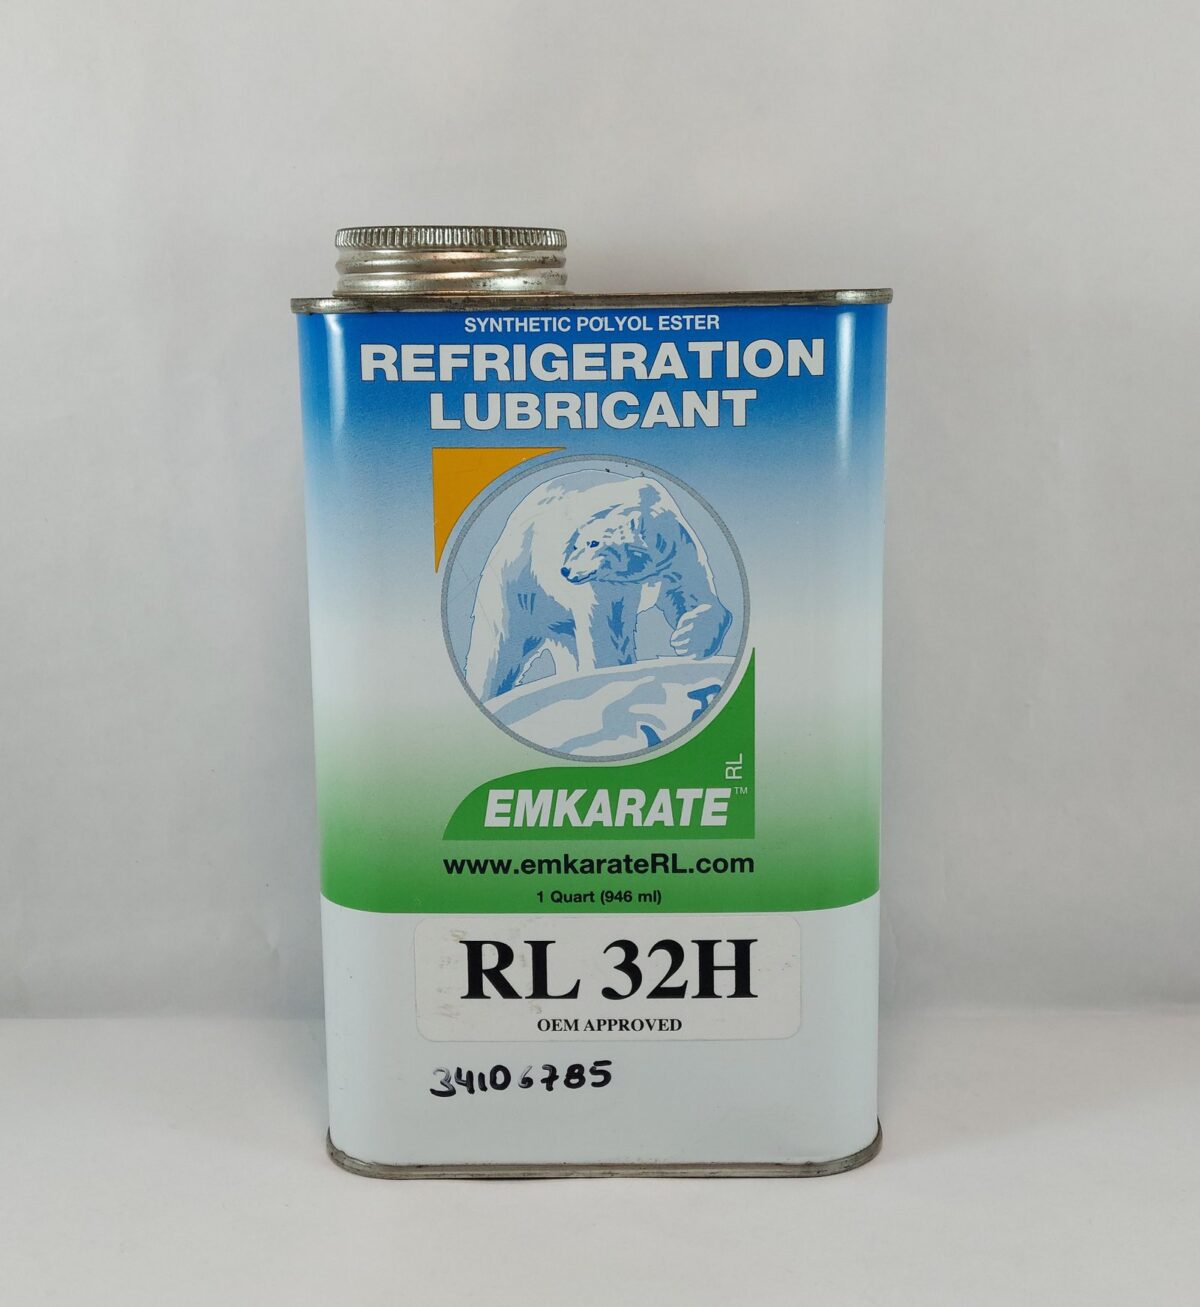 SYNTHETIC POLYOL ESTER
REFRIGERATION
LUBRICANT
RL
EMKARATE™
www.emkarateRL.com
1 Quart (946 ml)
RL 32H
OEM APPROVED
34106785